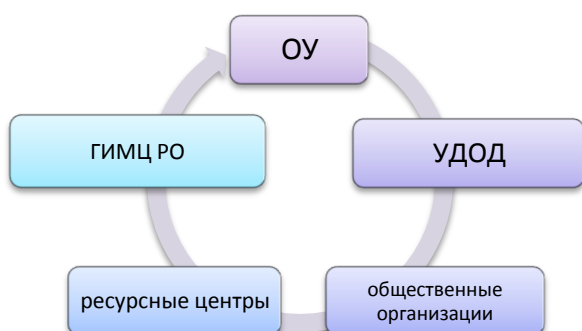 ОУ
УДОД
общественные
организации
ресурсные центры
ГИМЦ РО